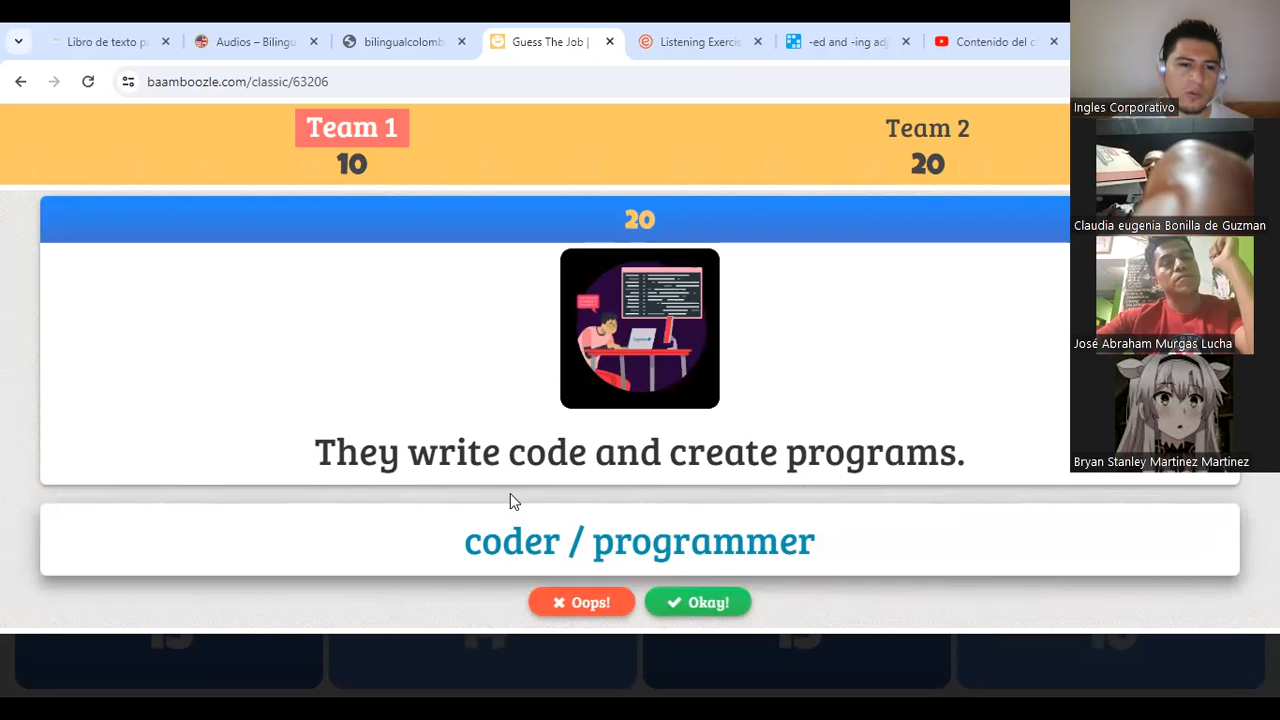 Libro de texto pa
Audios – Bilingu
bilingualcolomb
Guess The Job |
Listening Exercis
-ed and -ing adj
Contenido del c
baamboozle.com/classic/63206
Team 1
10
Team 2
20
20
They write code and create programs.
coder / programmer
Oops!
Okay!
Ingles Corporativo
Claudia eugenia Bonilla de Guzman
José Abraham Murgas Lucha
Bryan Stanley Martinez Martinez